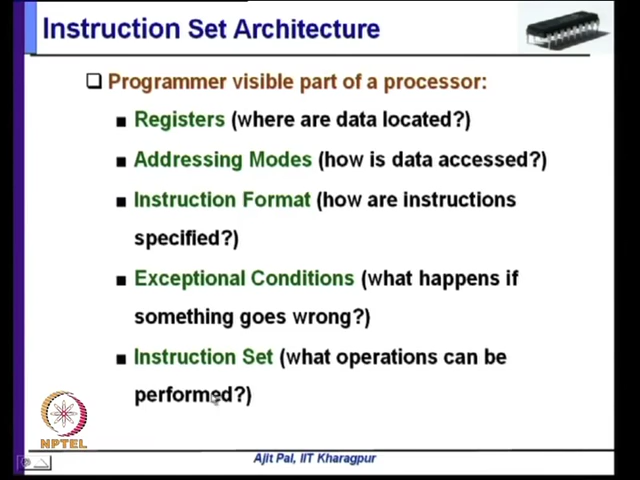 Instruction Set Architecture
❑ Programmer visible part of a processor:
■ Registers (where are data located?)
■ Addressing Modes (how is data accessed?)
■ Instruction Format (how are instructions
specified?)
■ Exceptional Conditions (what happens if
something goes wrong?)
■ Instruction Set (what operations can be
performed?)
NPTEL
Ajit Pal, IIT Kharagpur